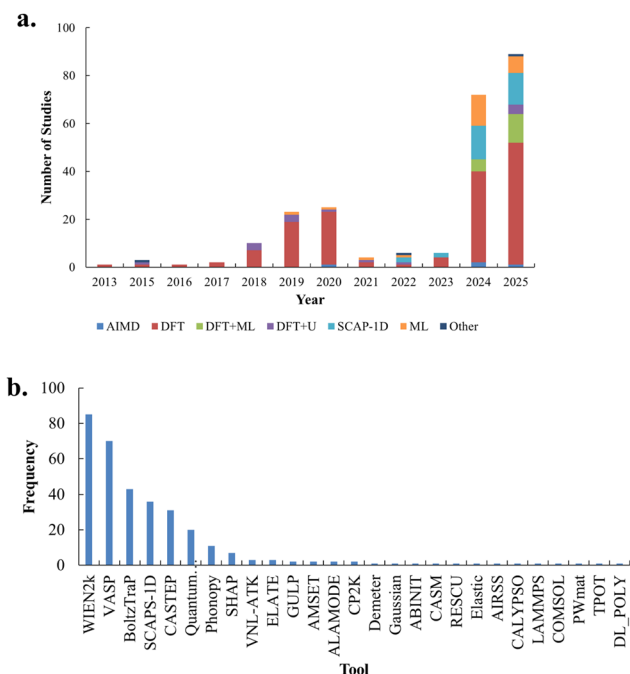 a.
100
80
60
40
20
0
Number of Studies
2013 2015 2016 2017 2018 2019 2020 2021 2022 2023 2024 2025
Year
AIMD DFT DFT+ML DFT+U SCAP-1D ML Other
b.
100
80
60
40
20
0
Frequency
WIEN2k
VASP
BoltzTraP
SCAPS-1D
CASTEP
Quantum…
Phonopy
SHAP
VNL-ATK
ELATE
GULP
AMSET
ALAMODE
CP2K
Demeter
Gaussian
ABINIT
CASM
RESCU
Elastic
AIRSS
CALYPSO
LAMMPS
COMSOL
PWmat
TPOT
DL_POLY
Tool